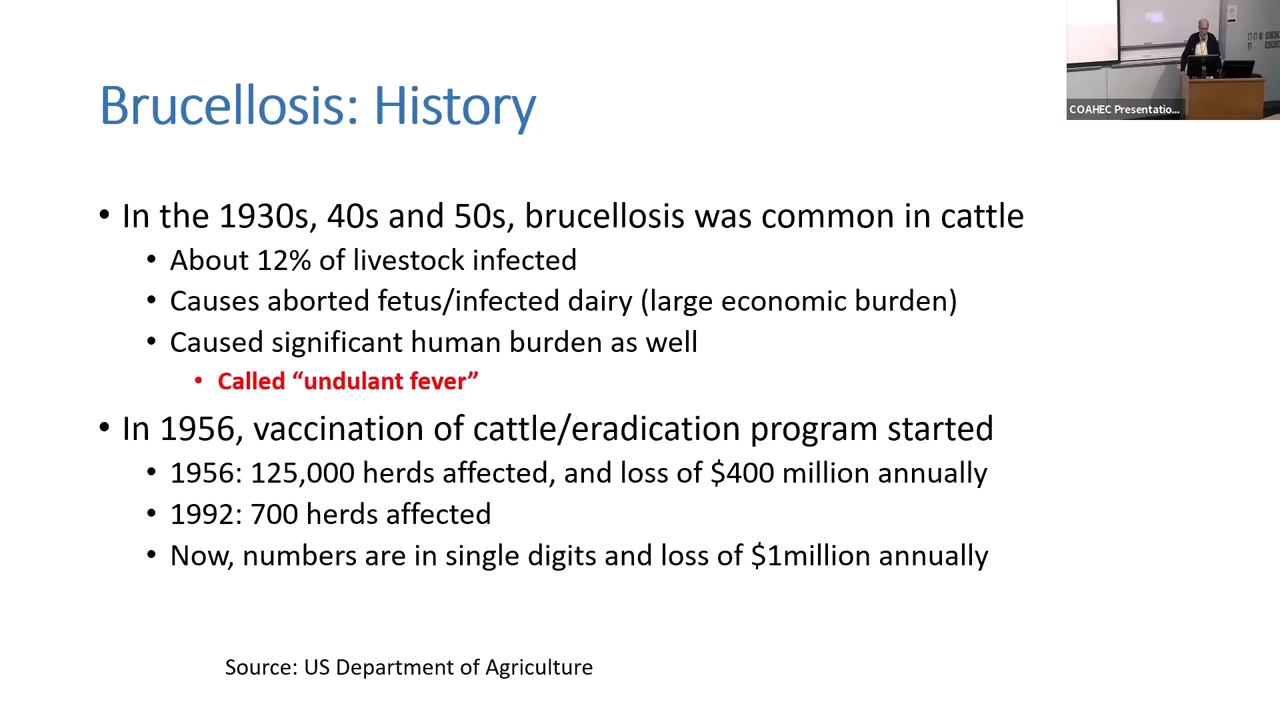 COAHEC Presentatio...
Brucellosis: History
• In the 1930s, 40s and 50s, brucellosis was common in cattle
• About 12% of livestock infected
• Causes aborted fetus/infected dairy (large economic burden)
• Caused significant human burden as well
• Called “undulant fever”
• In 1956, vaccination of cattle/eradication program started
• 1956: 125,000 herds affected, and loss of $400 million annually
• 1992: 700 herds affected
• Now, numbers are in single digits and loss of $1million annually
Source: US Department of Agriculture